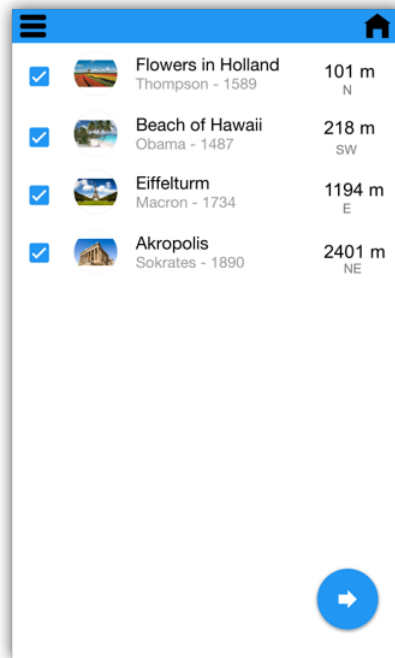 Flowers in Holland
Thompson - 1589
101 m
N
Beach of Hawaii
Obama - 1487
218 m
SW
Eiffelturm
Macron - 1734
1194 m
E
Akropolis
Sokrates - 1890
2401 m
NE